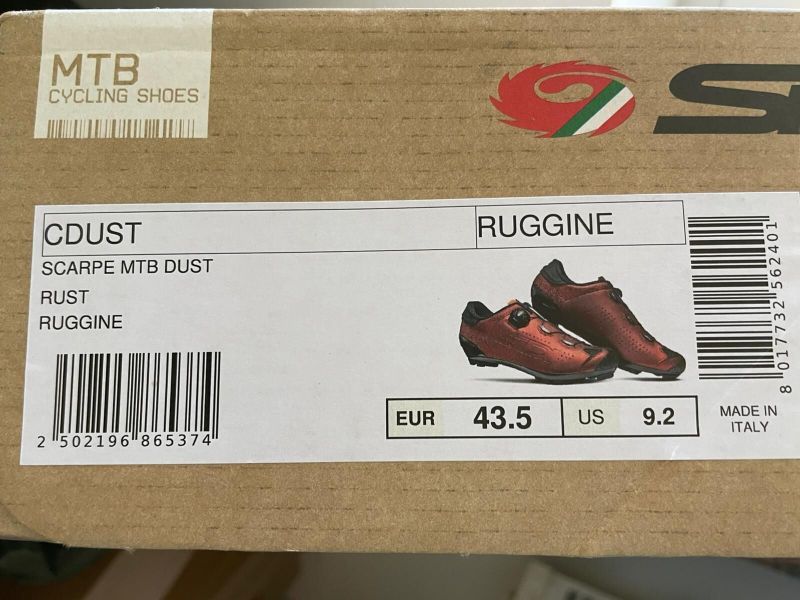 MTB
CYCLING SHOES
CDUST
RUGGINE
SCARPE MTB DUST
RUST
RUGGINE
2 502196 865374
8 017732 562401
EUR 43.5 US 9.2
MADE IN
ITALY